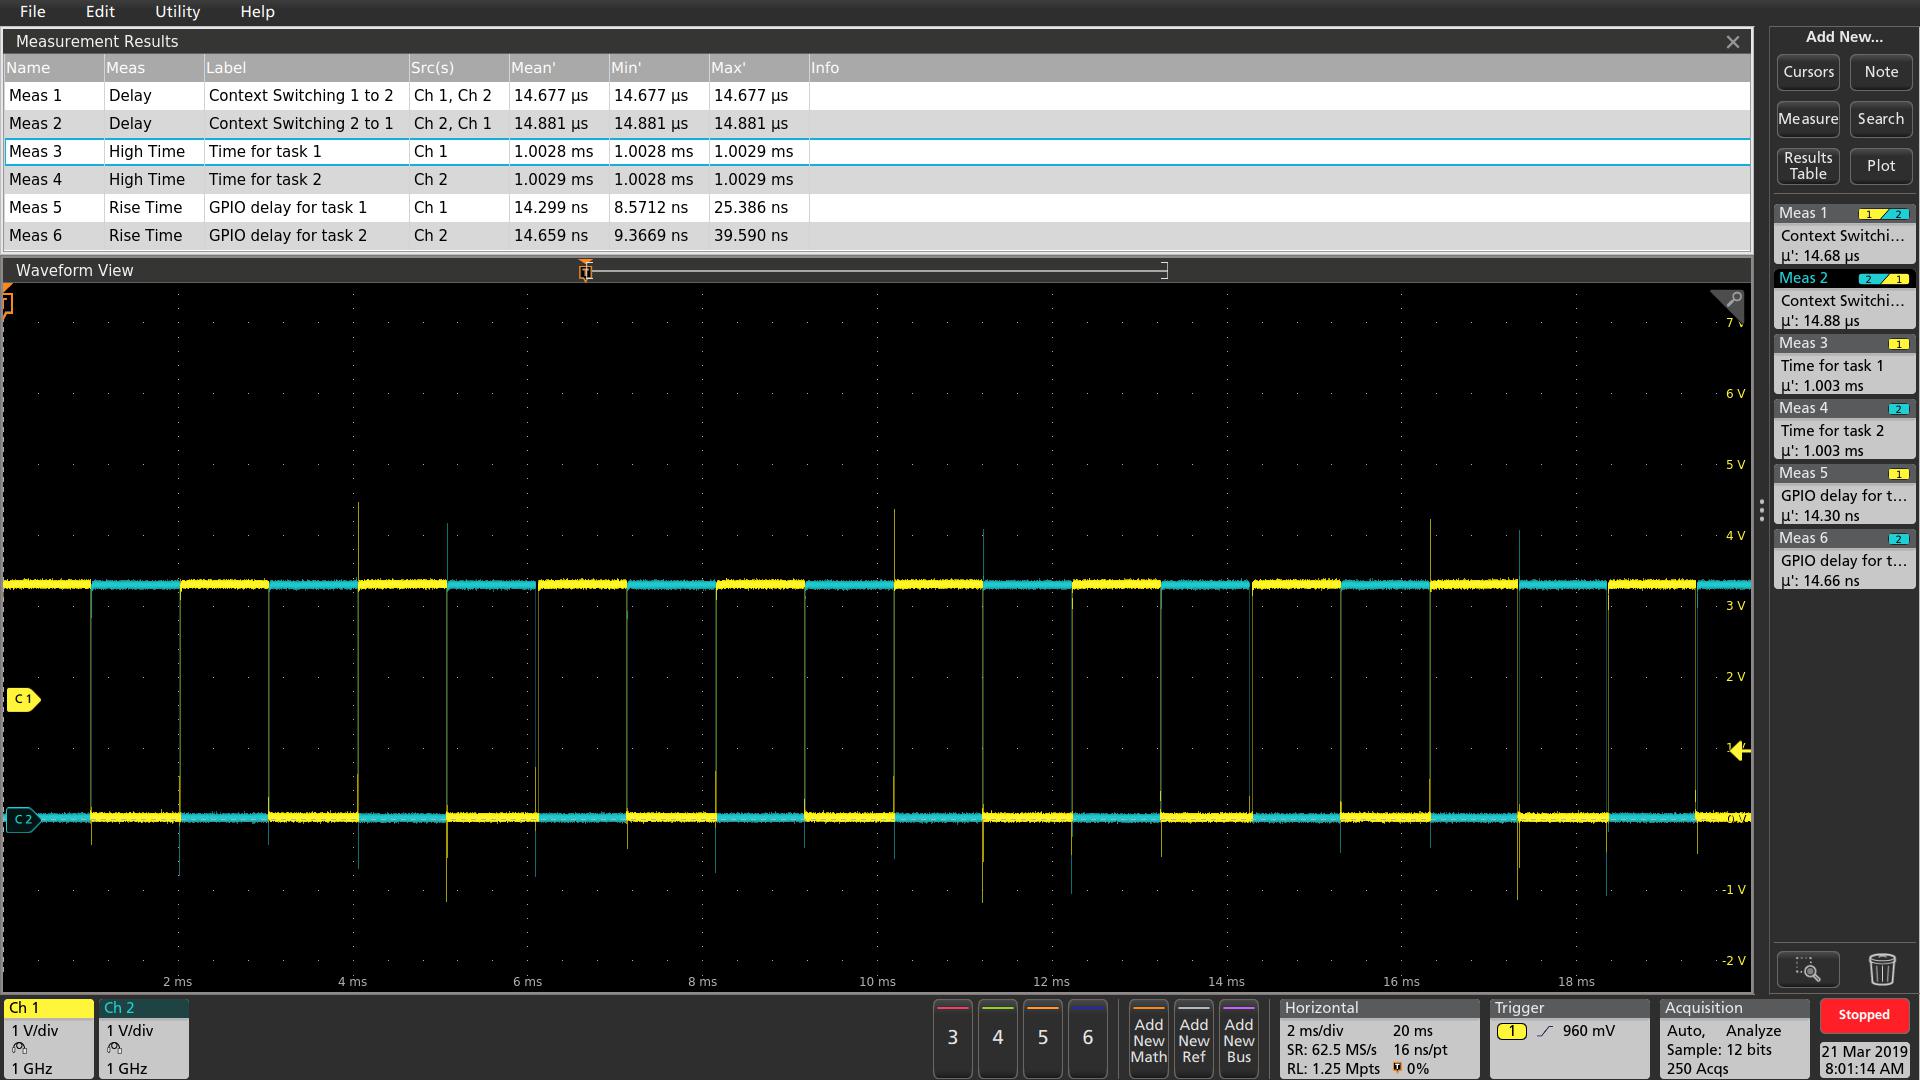 File Edit Utility Help
Measurement Results
Name Meas Label Src(s) Mean' Min' Max' Info
Meas 1 Delay Context Switching 1 to 2 Ch 1, Ch 2 14.677 µs 14.677 µs 14.677 µs
Meas 2 Delay Context Switching 2 to 1 Ch 2, Ch 1 14.881 µs 14.881 µs 14.881 µs
Meas 3 High Time Time for task 1 Ch 1 1.0028 ms 1.0028 ms 1.0029 ms
Meas 4 High Time Time for task 2 Ch 2 1.0029 ms 1.0028 ms 1.0029 ms
Meas 5 Rise Time GPIO delay for task 1 Ch 1 14.299 ns 8.5712 ns 25.386 ns
Meas 6 Rise Time GPIO delay for task 2 Ch 2 14.659 ns 9.3669 ns 39.590 ns
Waveform View
T
7 V
6 V
5 V
4 V
3 V
2 V
1 V
0 V
-1 V
-2 V
C 1
C 2
2 ms 4 ms 6 ms 8 ms 10 ms 12 ms 14 ms 16 ms 18 ms
Add New...
Cursors Note
Measure Search
Results Table Plot
Meas 1 1 2
Context Switchi...
µ': 14.68 µs
Meas 2 2 1
Context Switchi...
µ': 14.88 µs
Meas 3 1
Time for task 1
µ': 1.003 ms
Meas 4 2
Time for task 2
µ': 1.003 ms
Meas 5 1
GPIO delay for t...
µ': 14.30 ns
Meas 6 2
GPIO delay for t...
µ': 14.66 ns
Ch 1
1 V/div
1 GHz
Ch 2
1 V/div
1 GHz
3 4 5 6
Add New Math
Add New Ref
Add New Bus
Horizontal
2 ms/div 20 ms
SR: 62.5 MS/s 16 ns/pt
RL: 1.25 Mpts 0%
Trigger
1 960 mV
Acquisition
Auto, Analyze
Sample: 12 bits
250 Acqs
Stopped
21 Mar 2019
8:01:14 AM